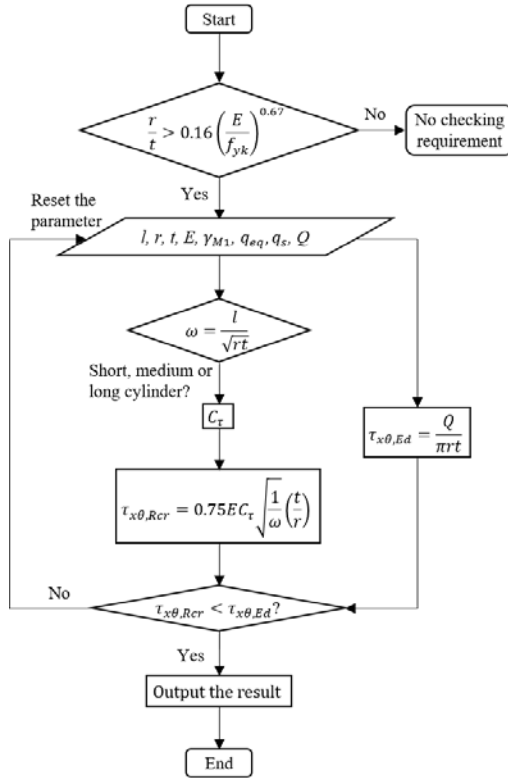 Start
r/t > 0.16 (E/f_yk)^0.67
No
No checking
requirement
Yes
Reset the
parameter
l, r, t, E, γ_M1, q_eq, q_s, Q
ω = l/√(rt)
Short, medium or
long cylinder?
C_τ
τ_xθ,Ed = Q/(πrt)
τ_xθ,Rcr = 0.75EC_τ √(1/ω) (t/r)
No
τ_xθ,Rcr < τ_xθ,Ed?
Yes
Output the result
End